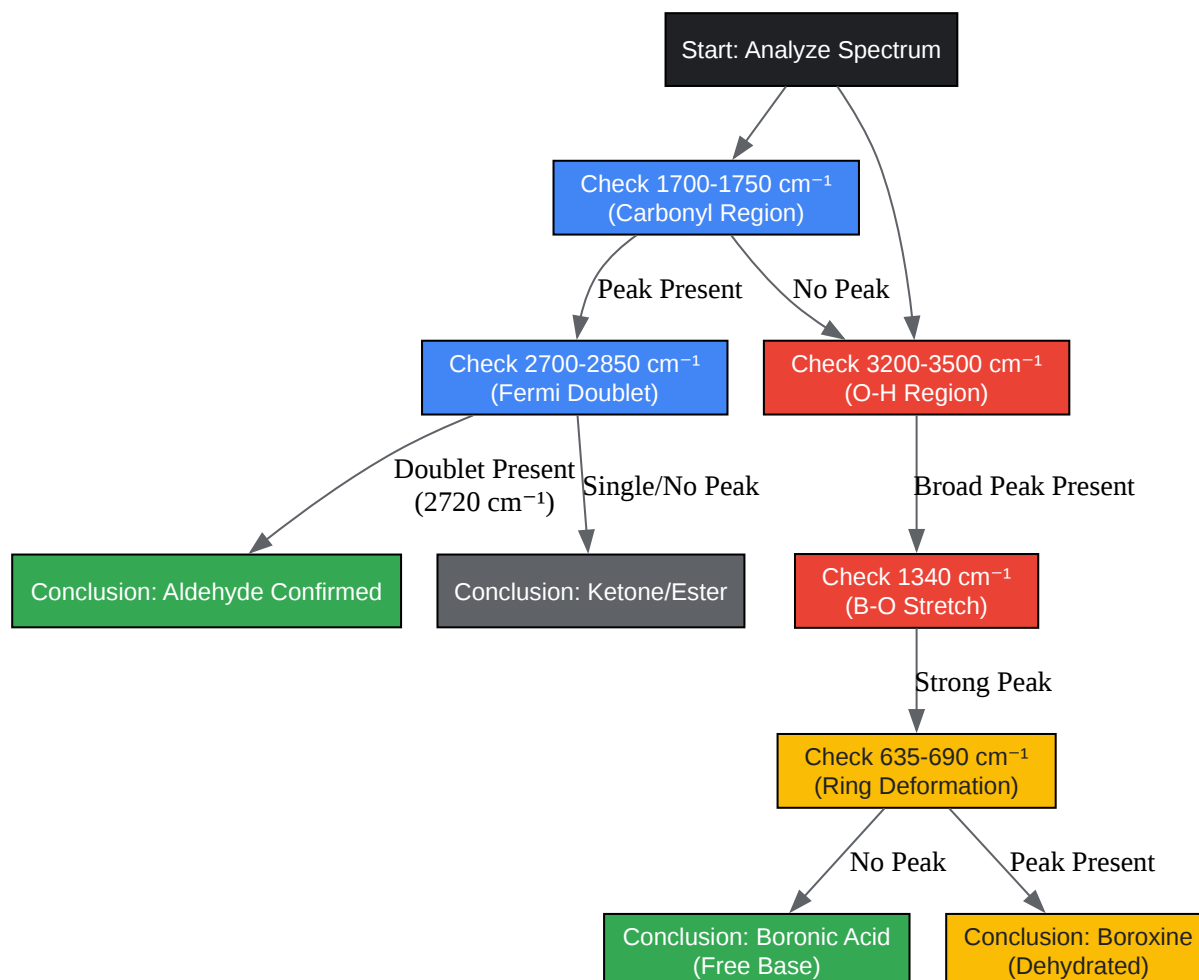 Start: Analyze Spectrum
Check 1700-1750 cm⁻¹
(Carbonyl Region)
Peak Present
No Peak
Check 2700-2850 cm⁻¹
(Fermi Doublet)
Check 3200-3500 cm⁻¹
(O-H Region)
Doublet Present
(2720 cm⁻¹)
Single/No Peak
Broad Peak Present
Conclusion: Aldehyde Confirmed
Conclusion: Ketone/Ester
Check 1340 cm⁻¹
(B-O Stretch)
Strong Peak
Check 635-690 cm⁻¹
(Ring Deformation)
No Peak
Peak Present
Conclusion: Boronic Acid
(Free Base)
Conclusion: Boroxine
(Dehydrated)